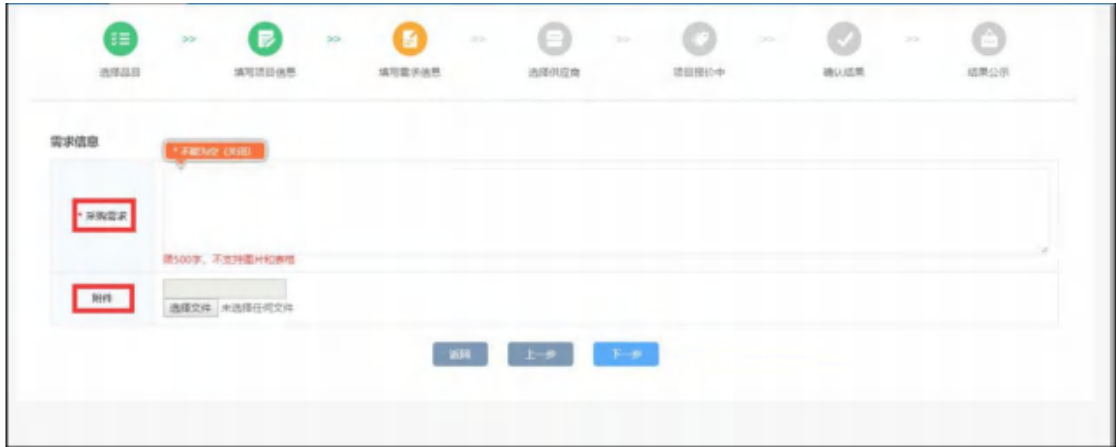 选择品目 >> 填写项目信息 >> 填写需求信息 >> 选择供应商 >> 项目报价中 >> 确认结果 >> 结果公示
需求信息
* 不能为空 (关闭)
* 采购需求
限500字，不支持图片和表格
附件
选择文件 未选择任何文件
返回 上一步 下一步